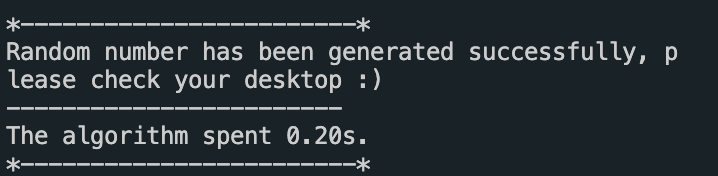 *------------------------*
Random number has been generated successfully, p
lease check your desktop :)
------------------------
The algorithm spent 0.20s.
*------------------------*